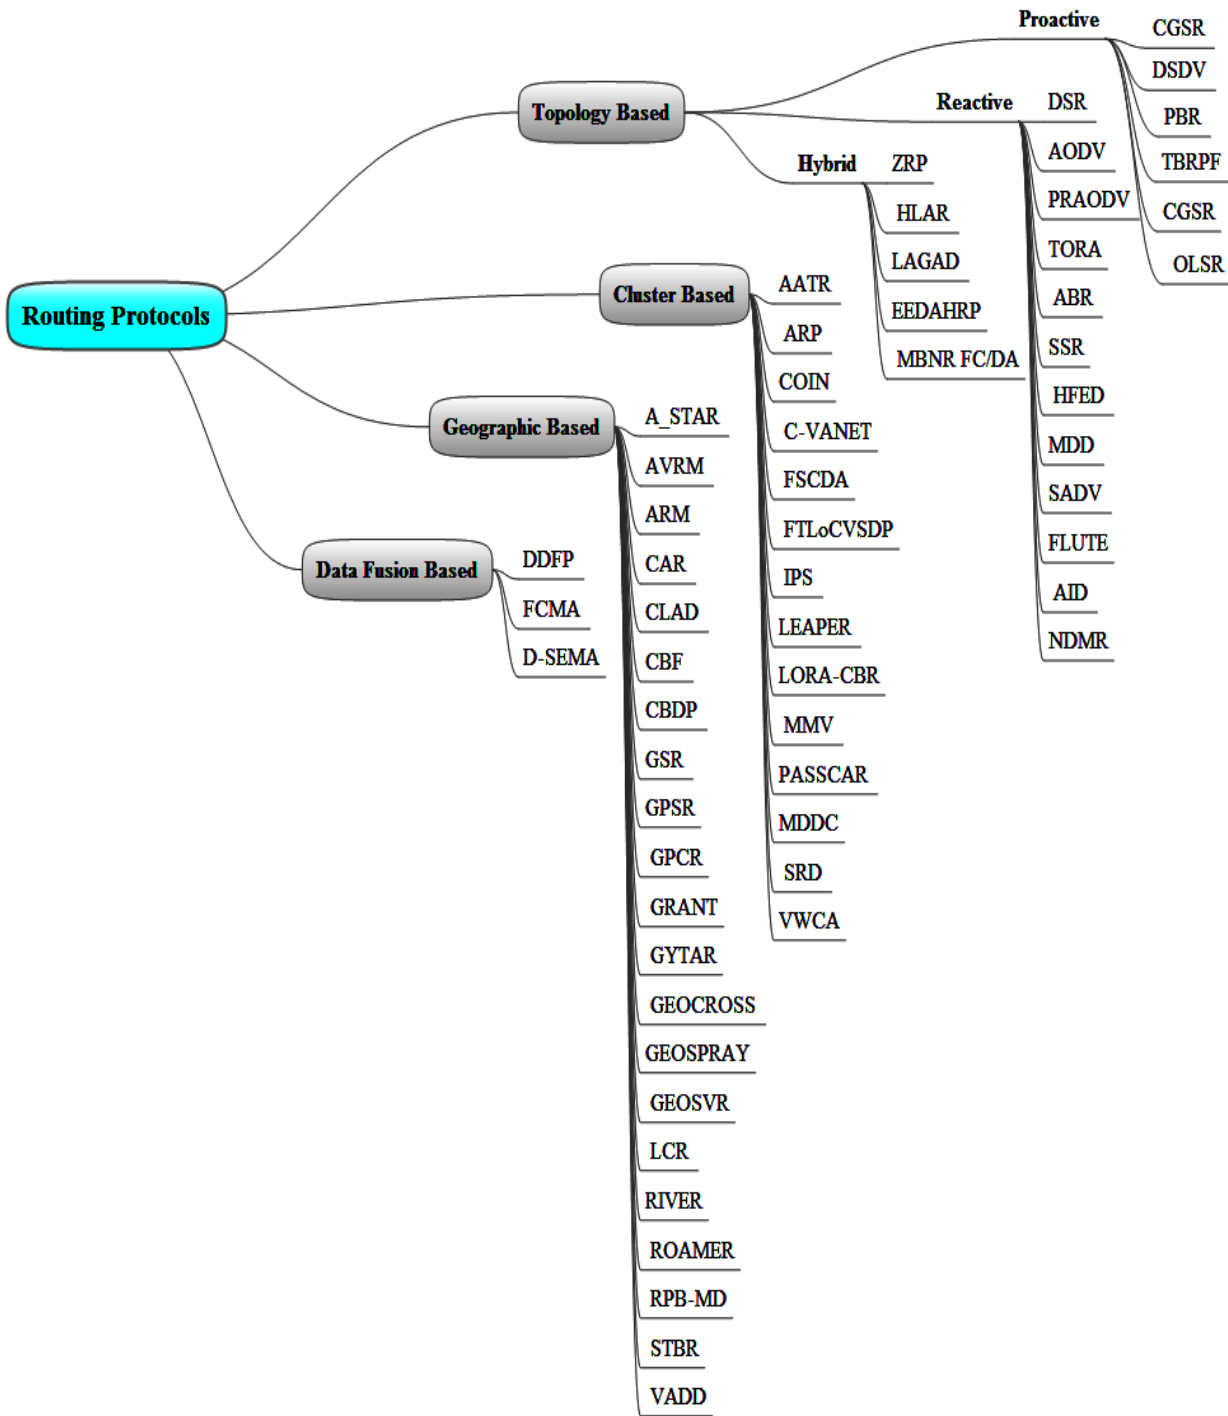 Routing Protocols
Topology Based
Proactive
CGSR
DSDV
PBR
TBRPF
CGSR
OLSR
Reactive
DSR
AODV
PRAODV
TORA
ABR
SSR
HFED
MDD
SADV
FLUTE
AID
NDMR
Hybrid
ZRP
HLAR
LAGAD
EEDAHRP
MBNR FC/DA
Cluster Based
AATR
ARP
COIN
C-VANET
FSCDA
FTLoCVSDP
IPS
LEAPER
LORA-CBR
MMV
PASSCAR
MDDC
SRD
VWCA
Geographic Based
A_STAR
AVRM
ARM
CAR
CLAD
CBF
CBDP
GSR
GPSR
GPCR
GRANT
GYTAR
GEOCROSS
GEOSPRAY
GEOSVR
LCR
RIVER
ROAMER
RPB-MD
STBR
VADD
Data Fusion Based
DDFP
FCMA
D-SEMA